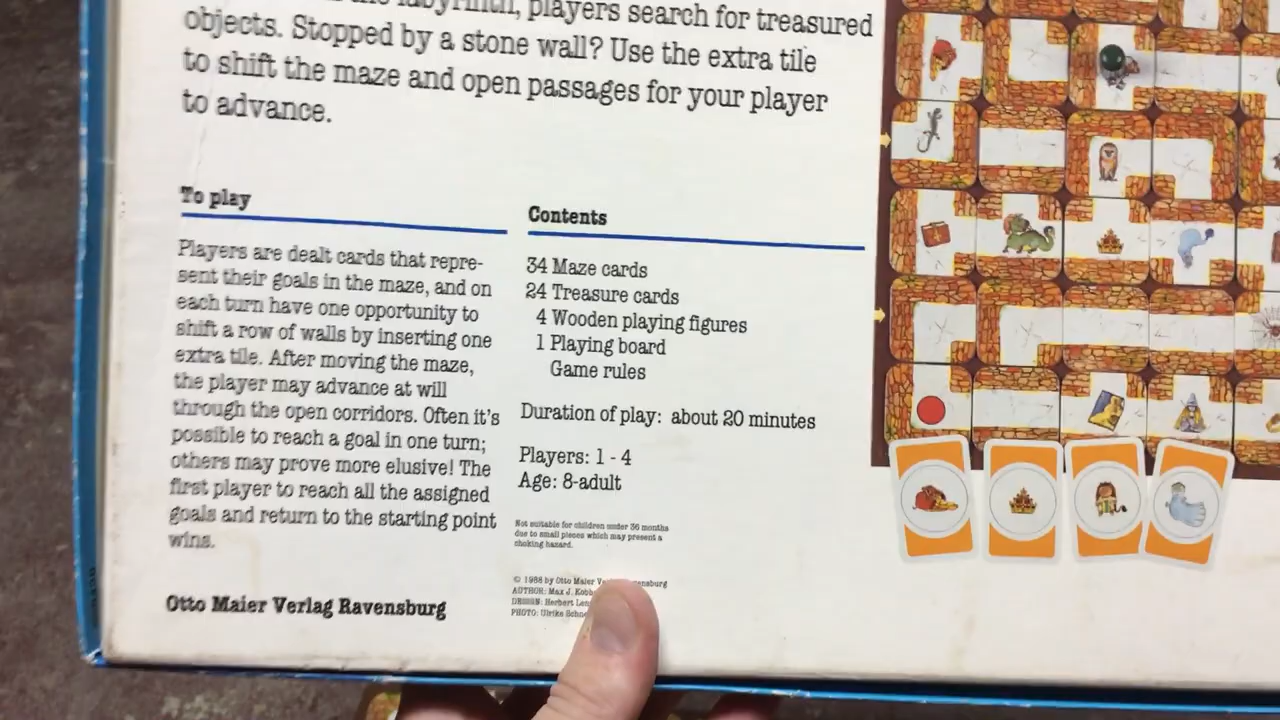 labyrinth, players search for treasured
objects. Stopped by a stone wall? Use the extra tile
to shift the maze and open passages for your player
to advance.
To play
Players are dealt cards that repre-
sent their goals in the maze, and on
each turn have one opportunity to
shift a row of walls by inserting one
extra tile. After moving the maze,
the player may advance at will
through the open corridors. Often it's
possible to reach a goal in one turn;
others may prove more elusive! The
first player to reach all the assigned
goals and return to the starting point
wins.
Otto Maier Verlag Ravensburg
Contents
34 Maze cards
24 Treasure cards
4 Wooden playing figures
1 Playing board
Game rules
Duration of play: about 20 minutes
Players: 1 - 4
Age: 8-adult
Not suitable for children under 36 months
due to small pieces which may present a
choking hazard.
© 1988 by Otto Maier
AUTHOR: Max J.
DESIGN: Herbert
PHOTO: Ulrike